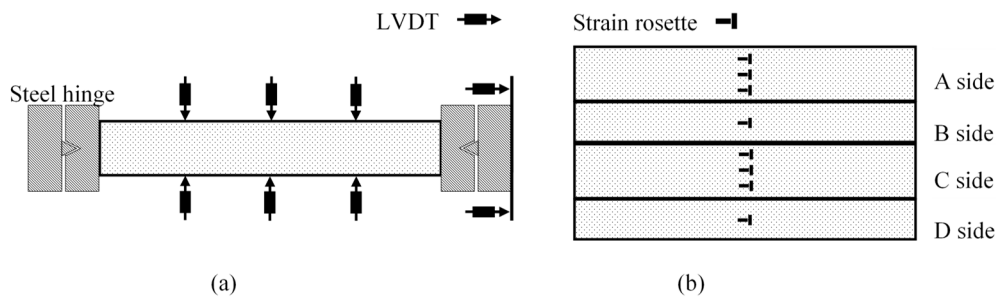 LVDT
Steel hinge
(a)
Strain rosette
A side
B side
C side
D side
(b)